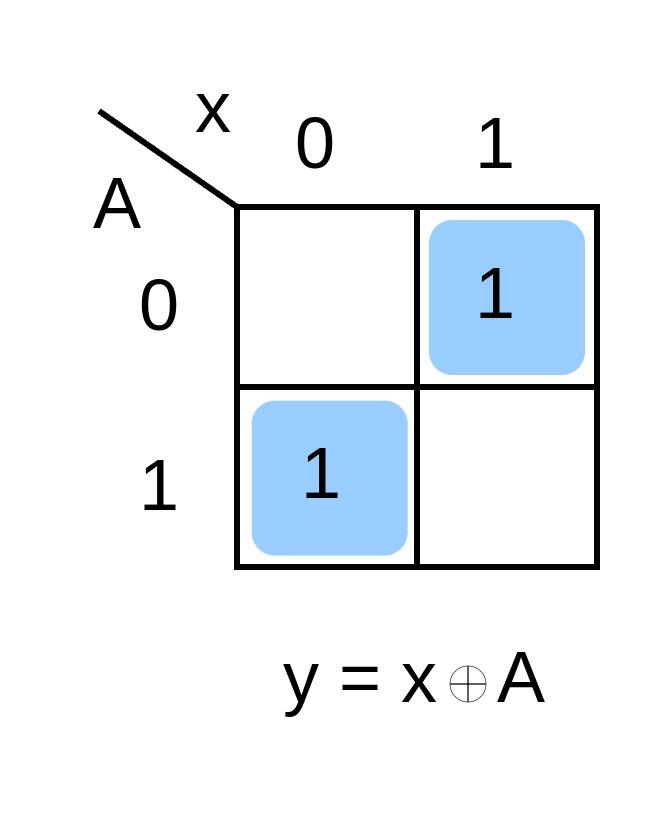 x
0 1
A
0 1
1 1
y = x ⊕ A